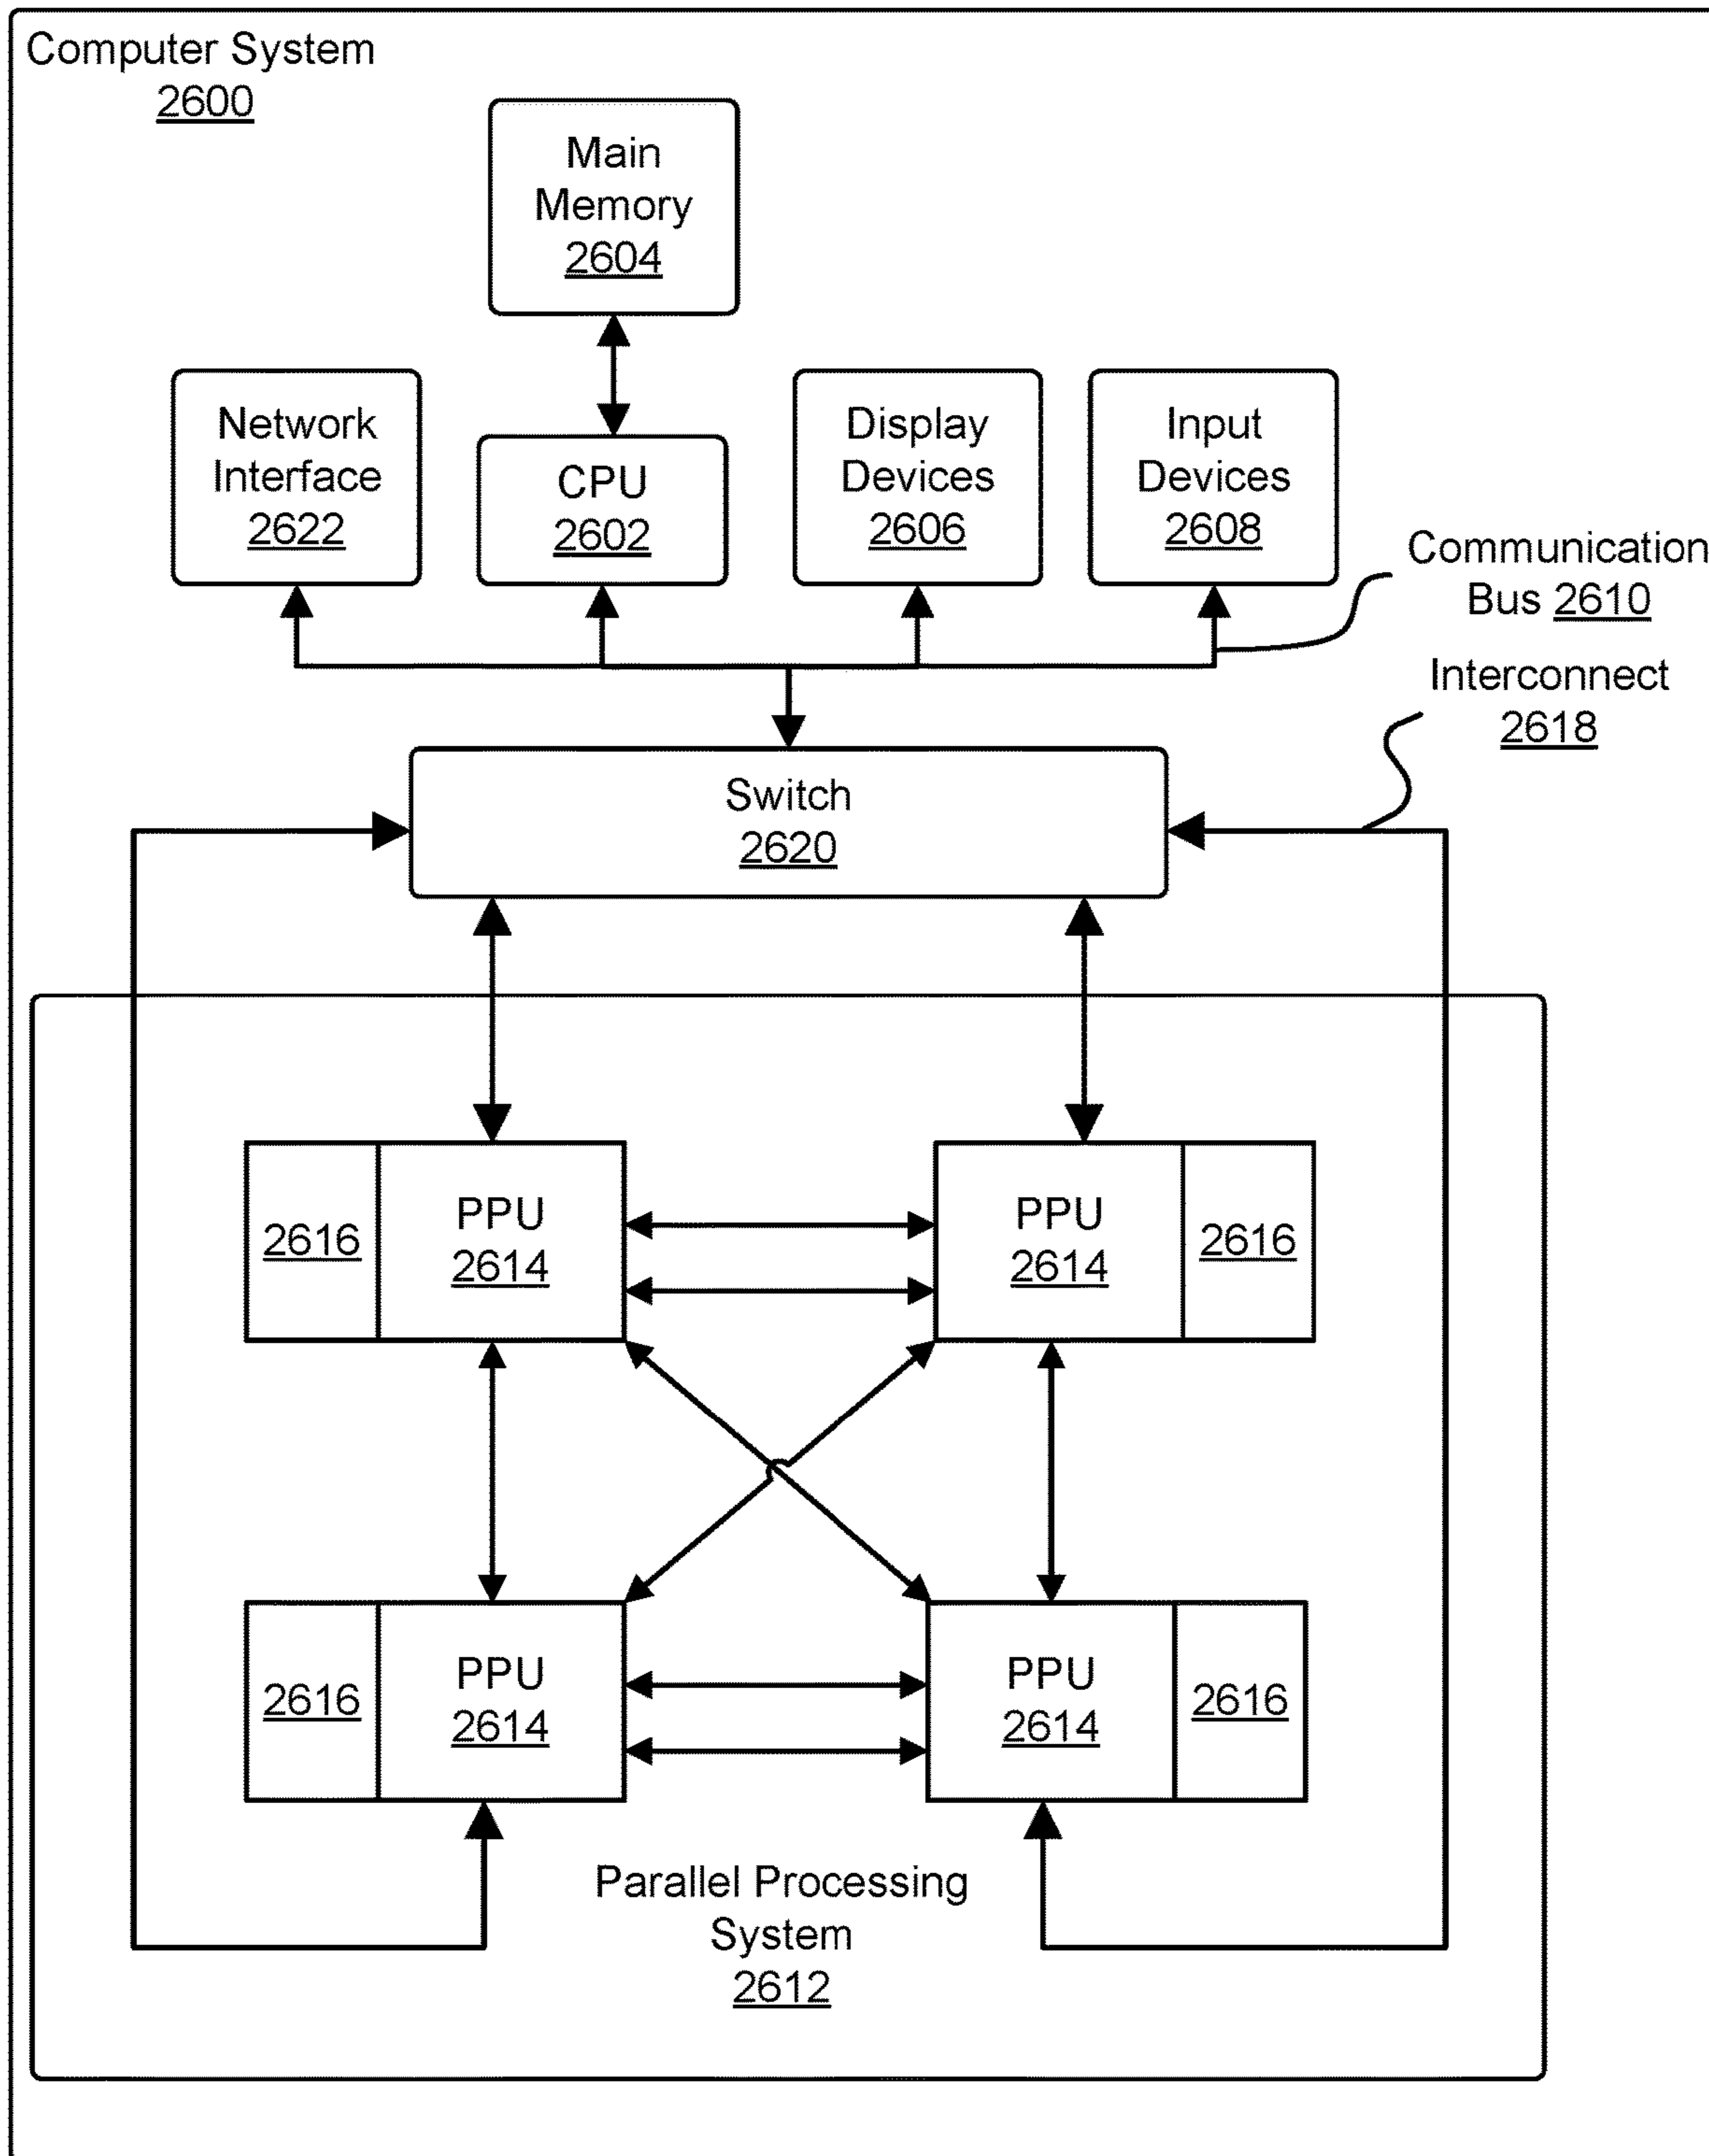 Computer System
2600
Main
Memory
2604
Network
Interface
2622
CPU
2602
Display
Devices
2606
Input
Devices
2608
Communication
Bus 2610
Interconnect
2618
Switch
2620
2616
PPU
2614
PPU
2614
2616
2616
PPU
2614
PPU
2614
2616
Parallel Processing
System
2612